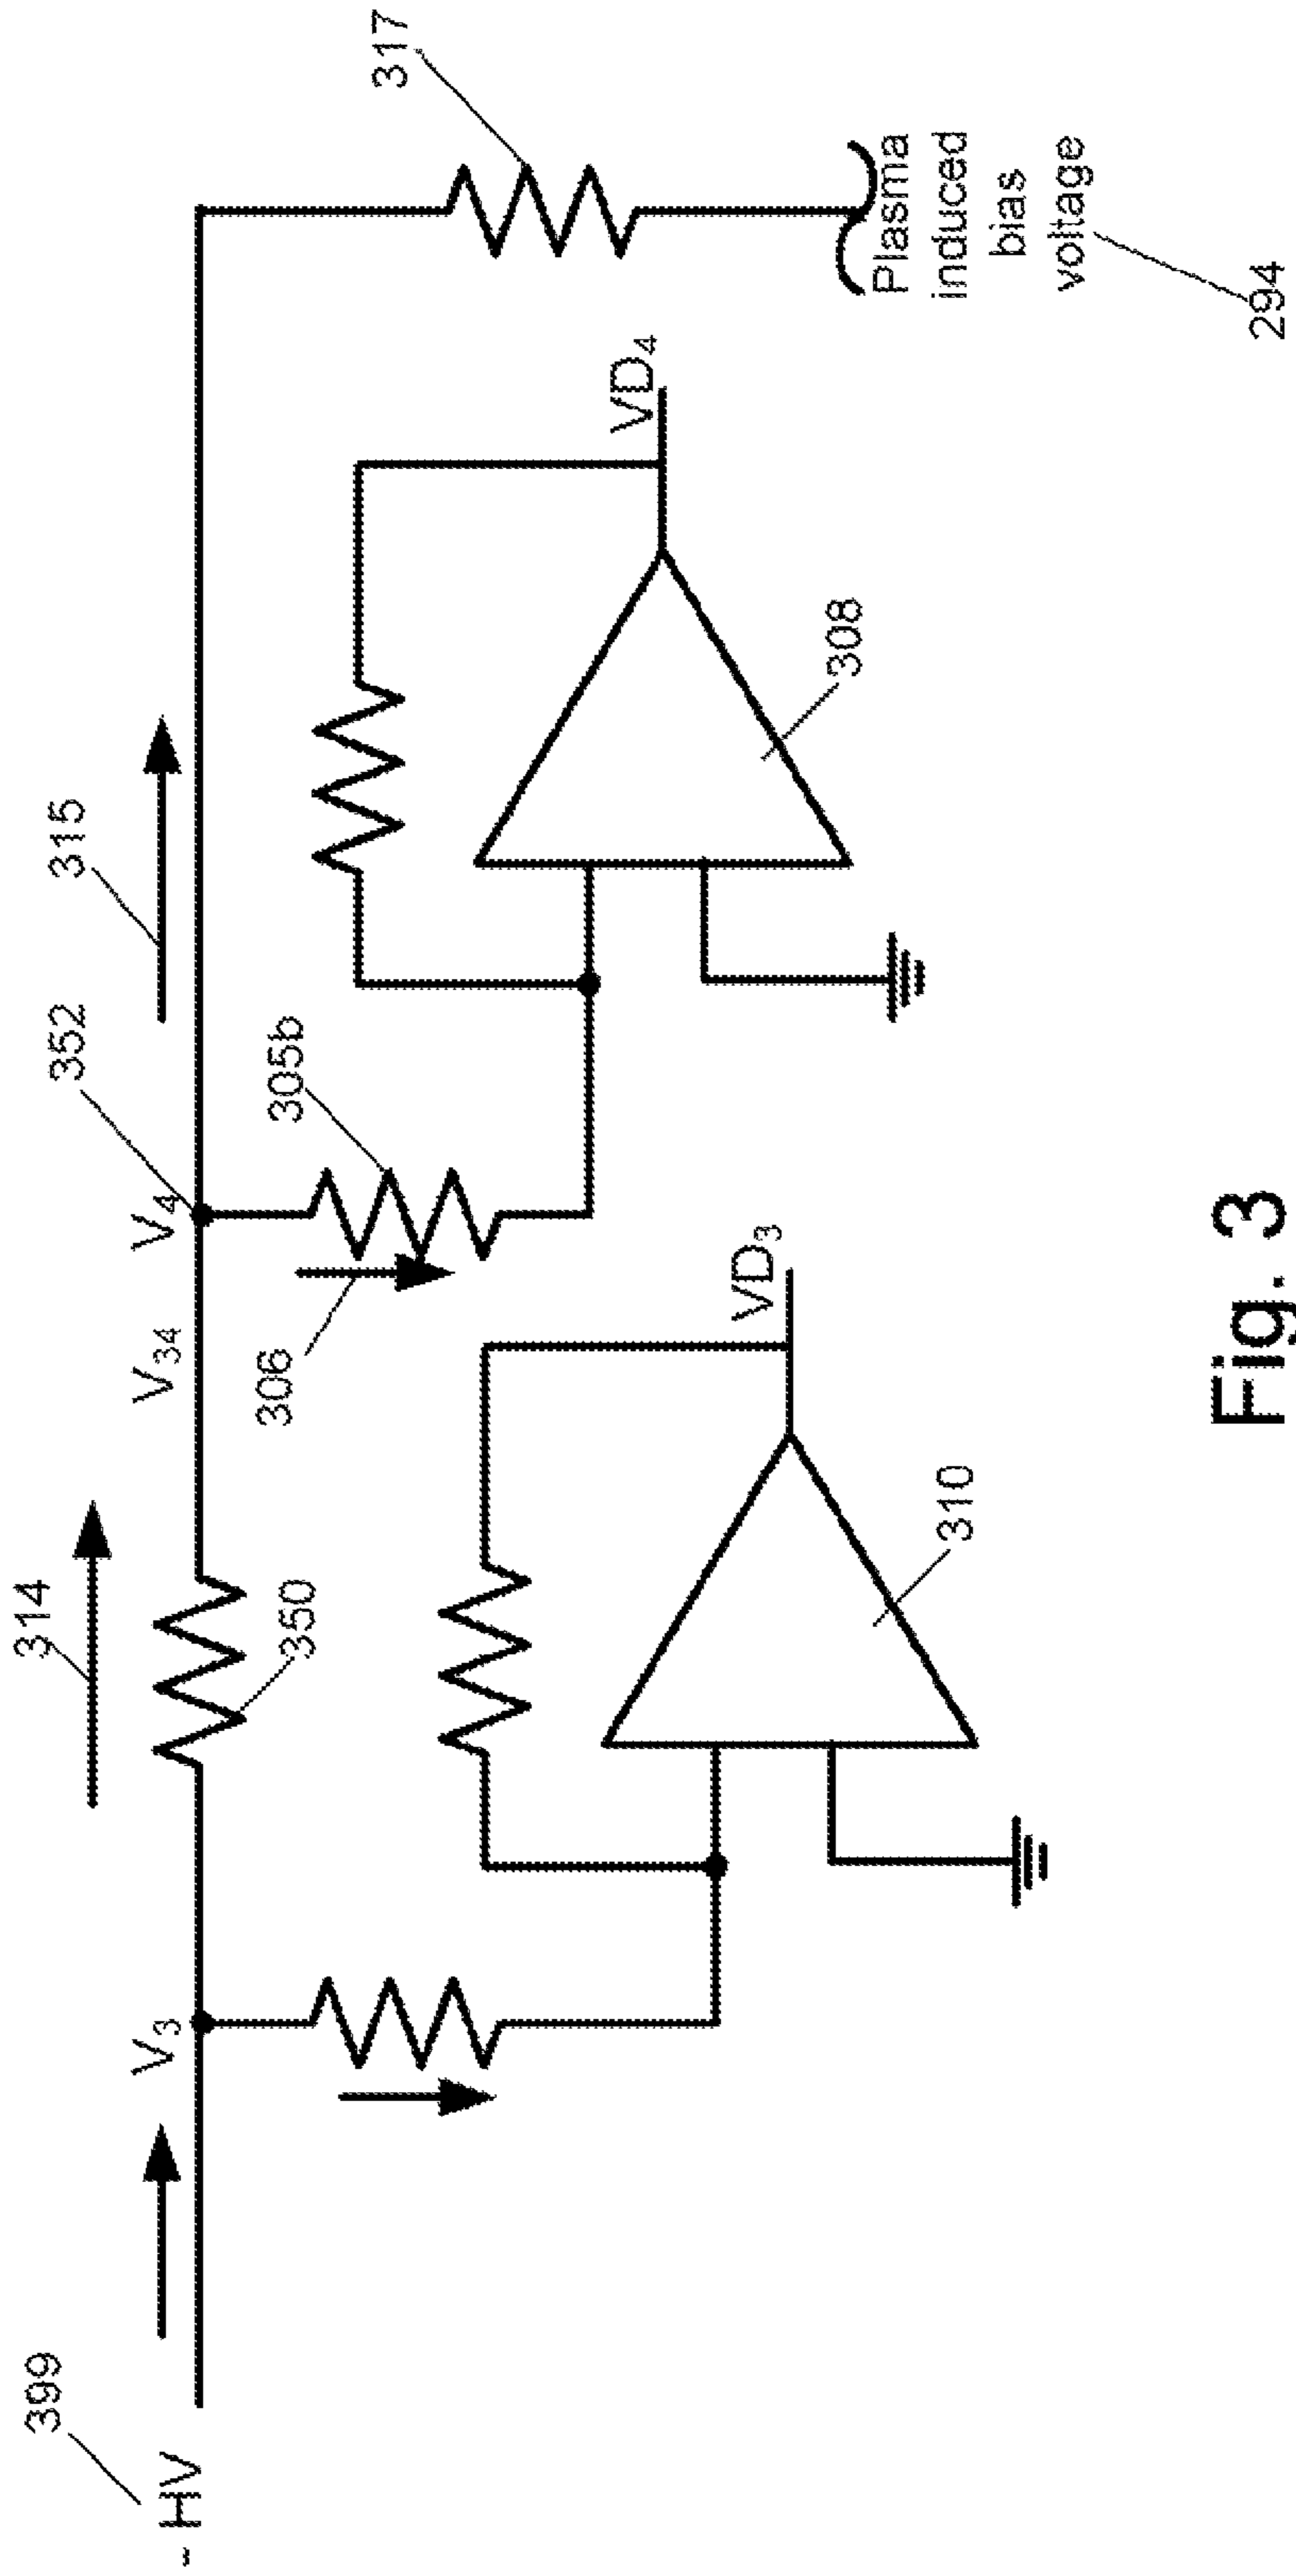 399
- HV
V3
314
350
V34
V4
352
315
306
305b
317
VD3
310
VD4
308
Plasma
induced
bias
voltage
294
Fig. 3